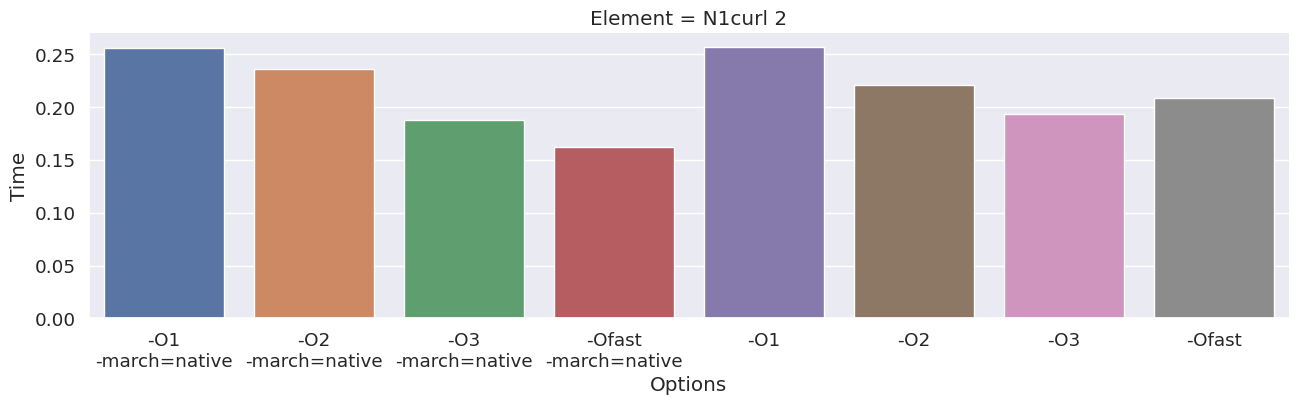 Element = N1curl 2
Time
0.25
0.20
0.15
0.10
0.05
0.00
-O1 -O2 -O3 -Ofast -O1 -O2 -O3 -Ofast
-march=native -march=native -march=native -march=native
Options